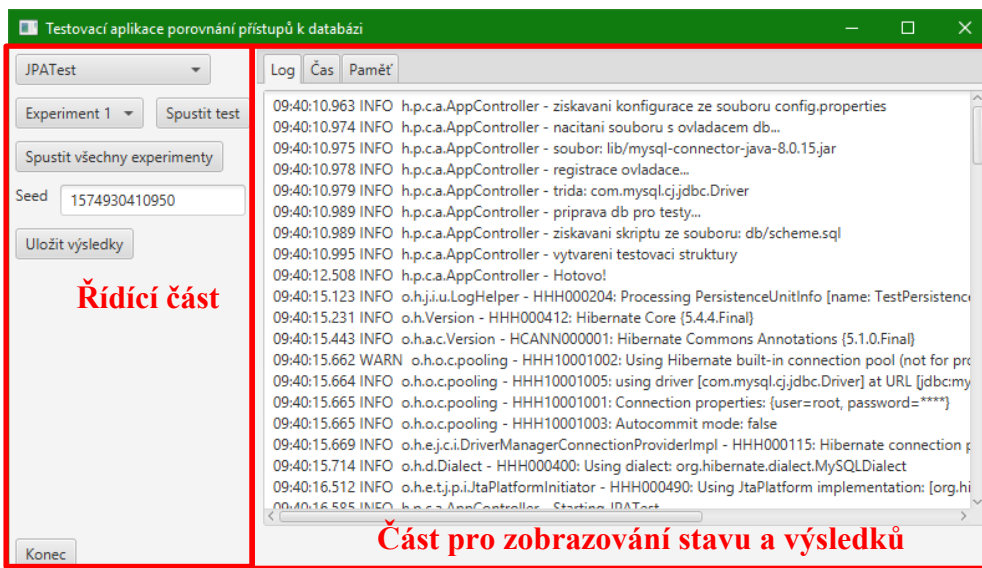 Testovací aplikace porovnání přístupů k databázi
JPATest
Experiment 1
Spustit test
Spustit všechny experimenty
Seed
1574930410950
Uložit výsledky
Řídící část
Konec
Log Čas Paměť
09:40:10.963 INFO h.p.c.a.AppController - ziskavani konfigurace ze souboru config.properties
09:40:10.974 INFO h.p.c.a.AppController - nacitani souboru s ovladacem db...
09:40:10.975 INFO h.p.c.a.AppController - soubor: lib/mysql-connector-java-8.0.15.jar
09:40:10.978 INFO h.p.c.a.AppController - registrace ovladace...
09:40:10.979 INFO h.p.c.a.AppController - trida: com.mysql.cj.jdbc.Driver
09:40:10.989 INFO h.p.c.a.AppController - priprava db pro testy...
09:40:10.989 INFO h.p.c.a.AppController - ziskavani skriptu ze souboru: db/scheme.sql
09:40:10.995 INFO h.p.c.a.AppController - vytvareni testovaci struktury
09:40:12.508 INFO h.p.c.a.AppController - Hotovo!
09:40:15.123 INFO o.h.j.i.u.LogHelper - HHH000204: Processing PersistenceUnitInfo [name: TestPersistence
09:40:15.231 INFO o.h.Version - HHH000412: Hibernate Core {5.4.4.Final}
09:40:15.443 INFO o.h.a.c.Version - HCANN000001: Hibernate Commons Annotations {5.1.0.Final}
09:40:15.662 WARN o.h.o.c.pooling - HHH10001002: Using Hibernate built-in connection pool (not for pro
09:40:15.664 INFO o.h.o.c.pooling - HHH10001005: using driver [com.mysql.cj.jdbc.Driver] at URL [jdbc:my
09:40:15.665 INFO o.h.o.c.pooling - HHH10001001: Connection properties: {user=root, password=****}
09:40:15.665 INFO o.h.o.c.pooling - HHH10001003: Autocommit mode: false
09:40:15.669 INFO o.h.e.j.c.i.DriverManagerConnectionProviderImpl - HHH000115: Hibernate connection p
09:40:15.714 INFO o.h.d.Dialect - HHH000400: Using dialect: org.hibernate.dialect.MySQLDialect
09:40:16.512 INFO o.h.e.t.j.p.i.JtaPlatformInitiator - HHH000490: Using JtaPlatform implementation: [org.hi
09:40:16.585 INFO h.p.c.a.AppController - Starting JPATest
Část pro zobrazování stavu a výsledků